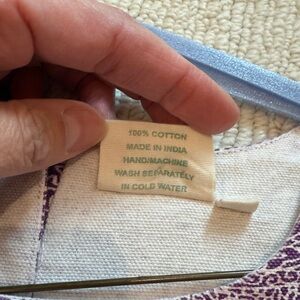 100% COTTON
MADE IN INDIA
HAND/MACHINE
WASH SEPARATELY
IN COLD WATER